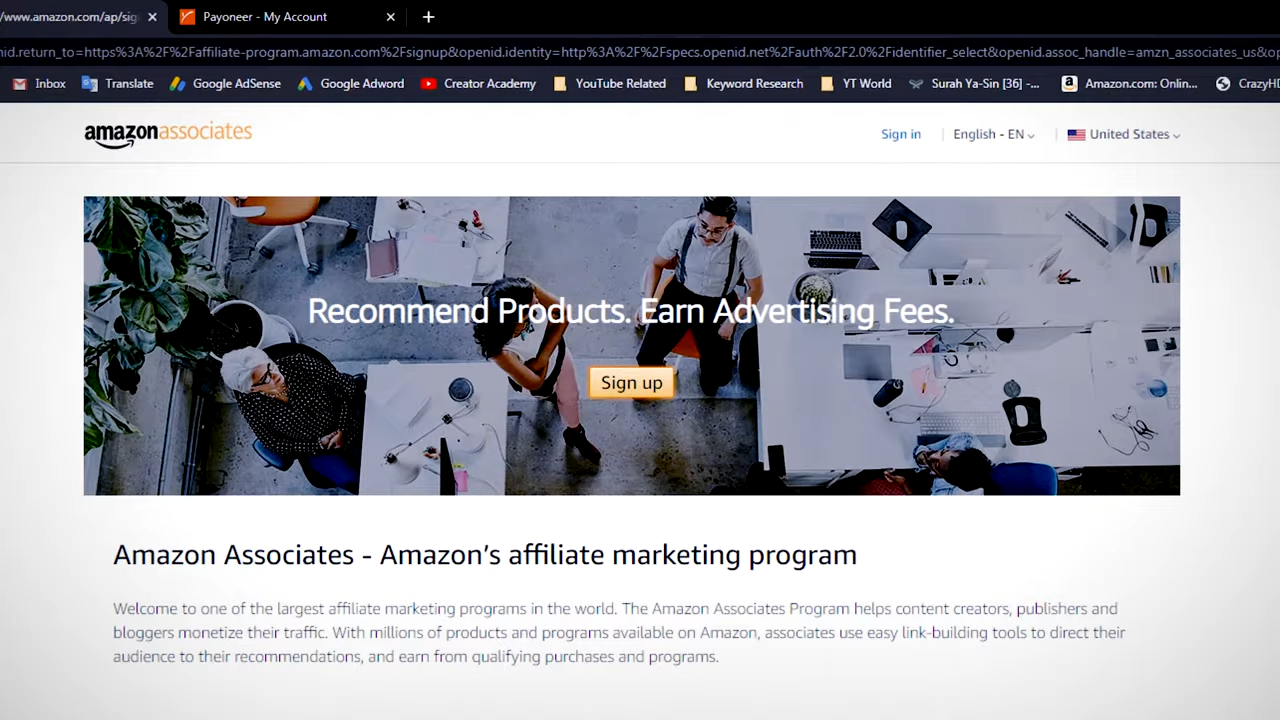 /www.amazon.com/ap/sig
Payoneer - My Account
nid.return_to=https%3A%2F%2Faffiliate-program.amazon.com%2Fsignup&openid.identity=http%3A%2F%2Fspecs.openid.net%2Fauth%2F2.0%2Fidentifier_select&openid.assoc_handle=amzn_associates_us&op
Inbox Translate Google AdSense Google Adword Creator Academy YouTube Related Keyword Research YT World Surah Ya-Sin [36] -... Amazon.com: Onlin... CrazyHD
amazonassociates
Sign in English - EN United States
Recommend Products. Earn Advertising Fees.
Sign up
Amazon Associates - Amazon's affiliate marketing program
Welcome to one of the largest affiliate marketing programs in the world. The Amazon Associates Program helps content creators, publishers and
bloggers monetize their traffic. With millions of products and programs available on Amazon, associates use easy link-building tools to direct their
audience to their recommendations, and earn from qualifying purchases and programs.